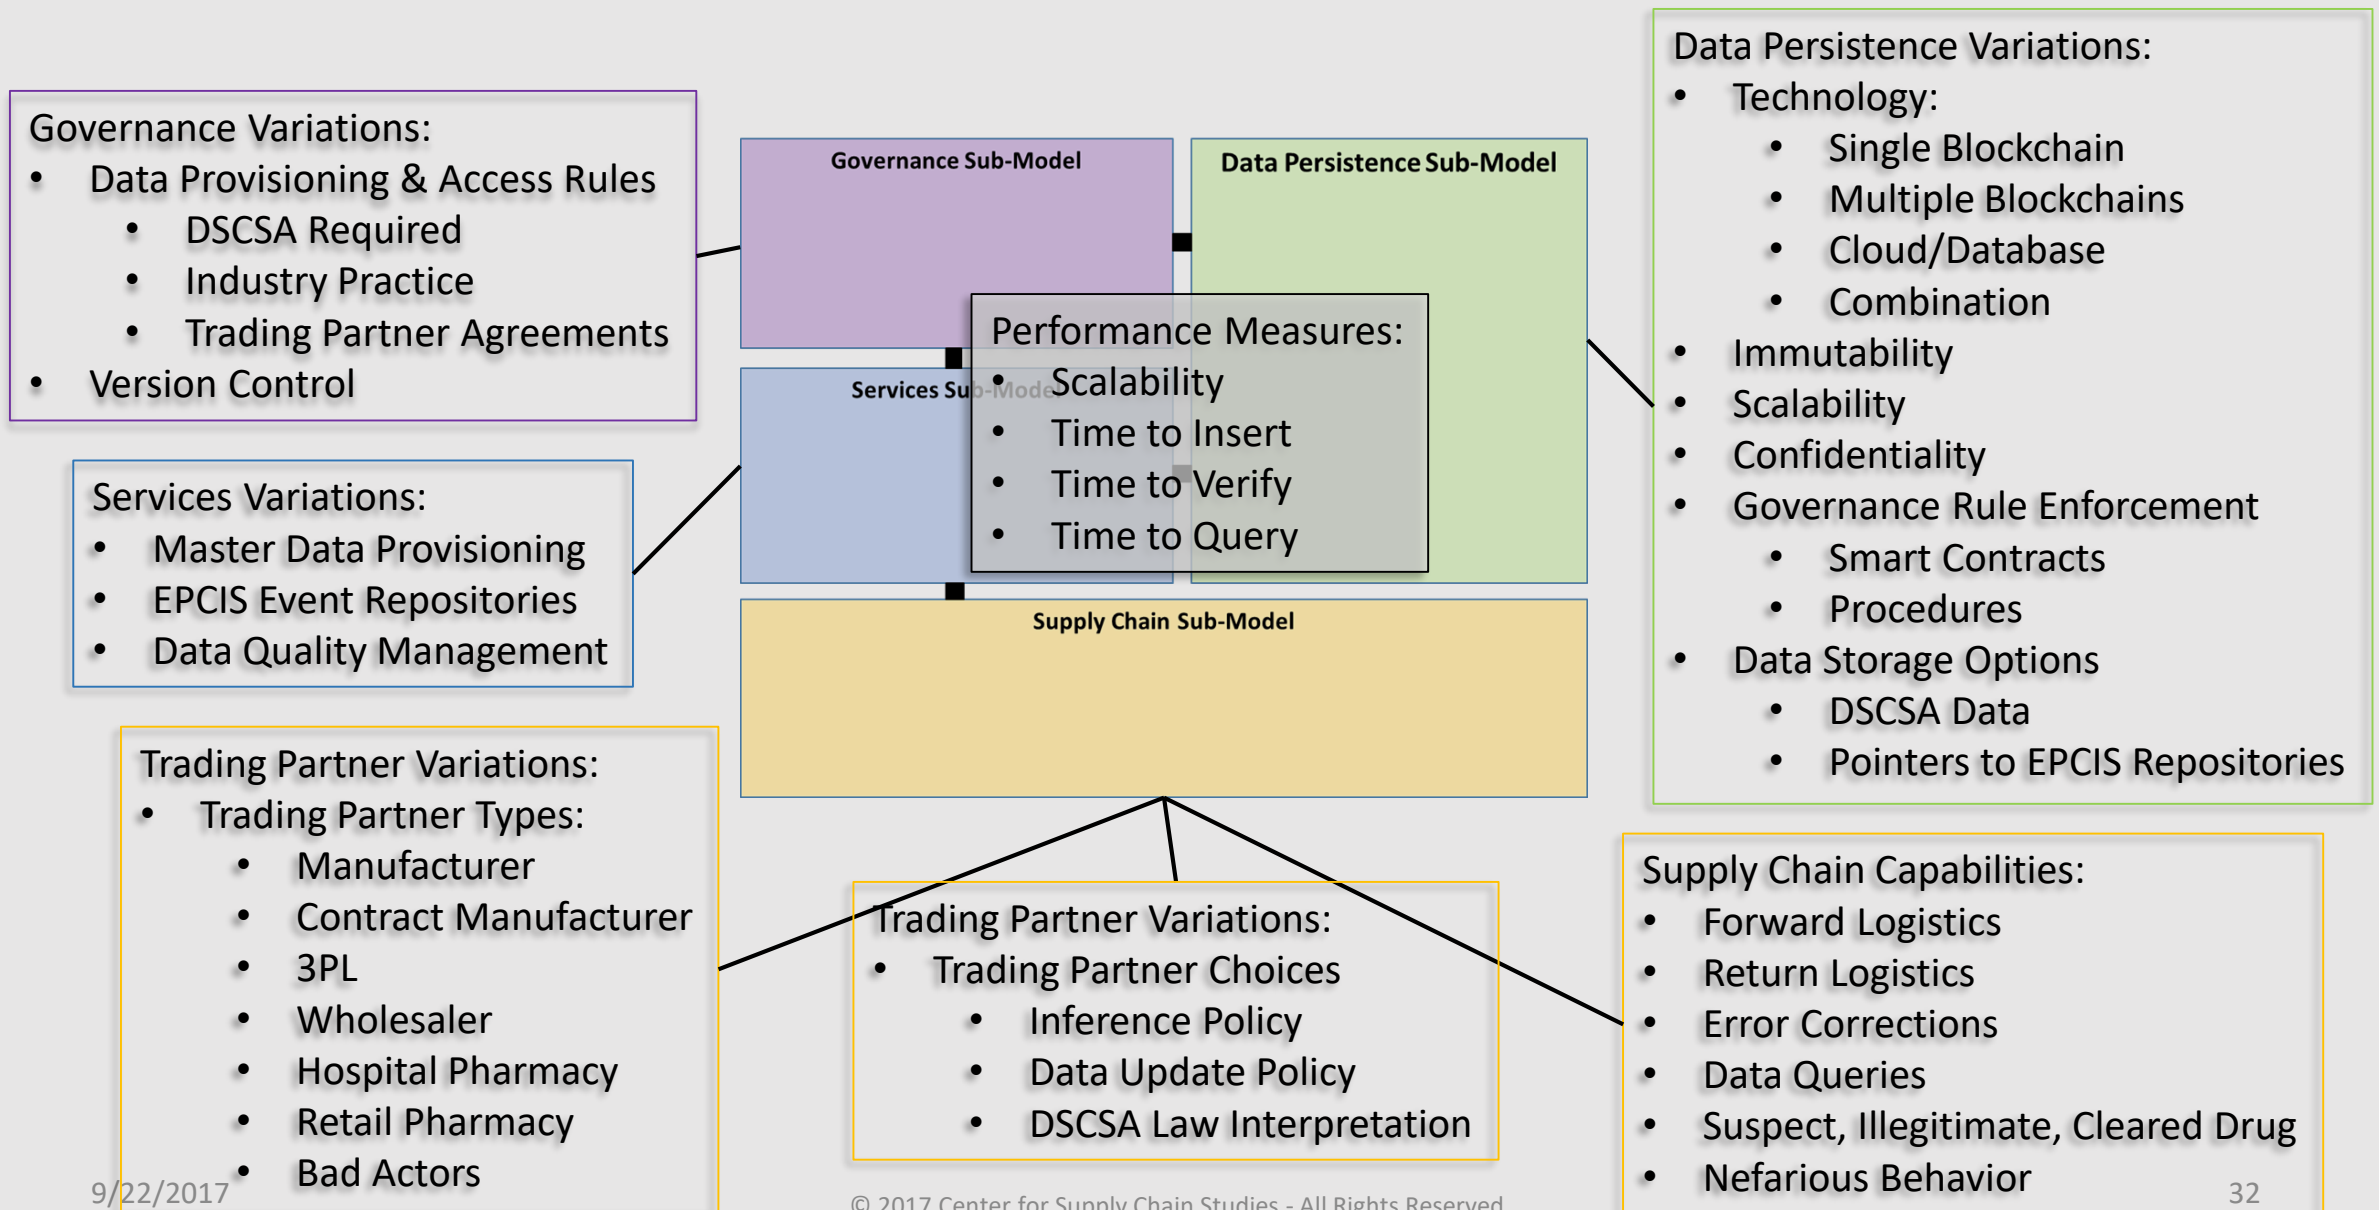 Governance Variations:
• Data Provisioning & Access Rules
• DSCSA Required
• Industry Practice
• Trading Partner Agreements
• Version Control
Services Variations:
• Master Data Provisioning
• EPCIS Event Repositories
• Data Quality Management
Governance Sub-Model
Data Persistence Sub-Model
Services Sub-Model
Performance Measures:
• Scalability
• Time to Insert
• Time to Verify
• Time to Query
Supply Chain Sub-Model
Data Persistence Variations:
• Technology:
• Single Blockchain
• Multiple Blockchains
• Cloud/Database
• Combination
• Immutability
• Scalability
• Confidentiality
• Governance Rule Enforcement
• Smart Contracts
• Procedures
• Data Storage Options
• DSCSA Data
• Pointers to EPCIS Repositories
Trading Partner Variations:
• Trading Partner Types:
• Manufacturer
• Contract Manufacturer
• 3PL
• Wholesaler
• Hospital Pharmacy
• Retail Pharmacy
• Bad Actors
Trading Partner Variations:
• Trading Partner Choices
• Inference Policy
• Data Update Policy
• DSCSA Law Interpretation
Supply Chain Capabilities:
• Forward Logistics
• Return Logistics
• Error Corrections
• Data Queries
• Suspect, Illegitimate, Cleared Drug
• Nefarious Behavior
9/22/2017
© 2017 Center for Supply Chain Studies - All Rights Reserved
32